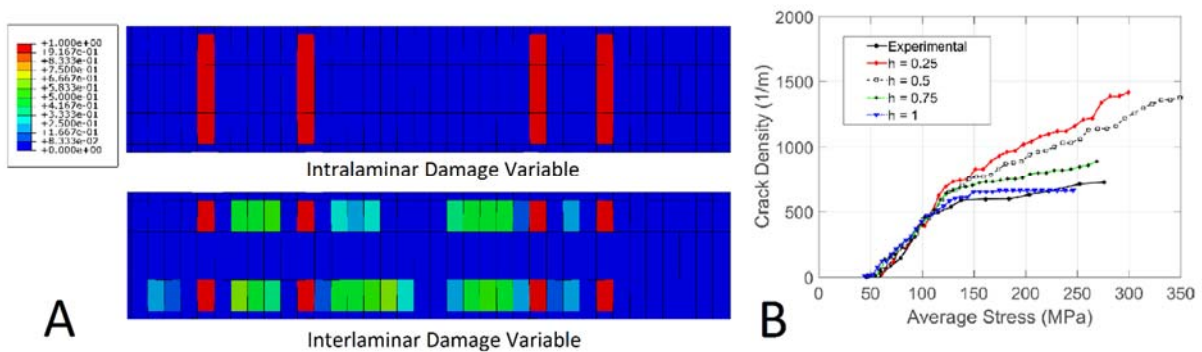 +1.000e+00
+9.167e-01
+8.333e-01
+7.500e-01
+6.667e-01
+5.833e-01
+5.000e-01
+4.167e-01
+3.333e-01
+2.500e-01
+1.667e-01
+8.333e-02
+0.000e+00
Intralaminar Damage Variable
A
Interlaminar Damage Variable
2000
1500
1000
500
0
Crack Density (1/m)
Experimental
h = 0.25
h = 0.5
h = 0.75
h = 1
0 50 100 150 200 250 300 350
Average Stress (MPa)
B